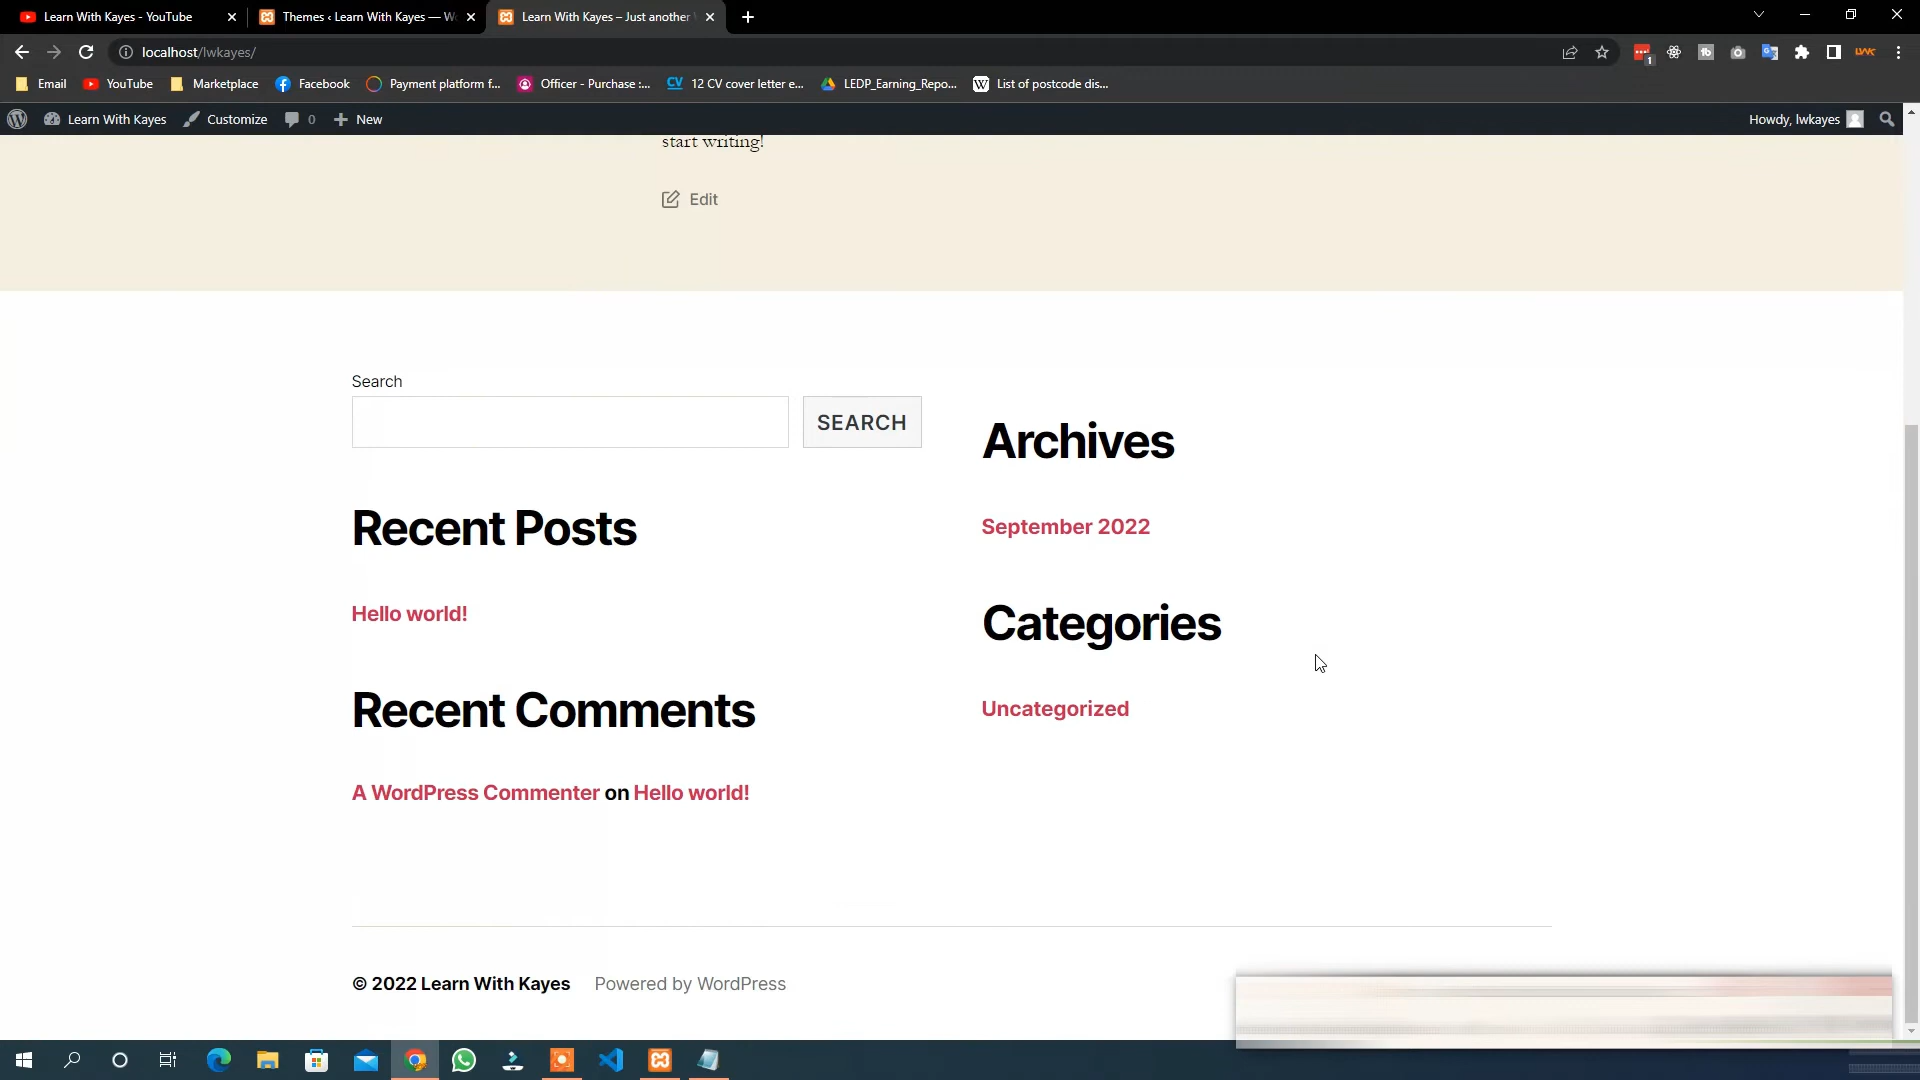 Learn With Kayes - YouTube
Themes ‹ Learn With Kayes — W
Learn With Kayes – Just another
localhost/lwkayes/
1
Email
YouTube
Marketplace
Facebook
Payment platform f...
Officer - Purchase :...
CV
12 CV cover letter e...
LEDP_Earning_Repo...
W
List of postcode dis...
Learn With Kayes
Customize
0
New
Howdy, lwkayes
start writing!
Edit
Search
SEARCH
Archives
September 2022
Recent Posts
Hello world!
Categories
Uncategorized
Recent Comments
A WordPress Commenter on Hello world!
© 2022 Learn With Kayes
Powered by WordPress